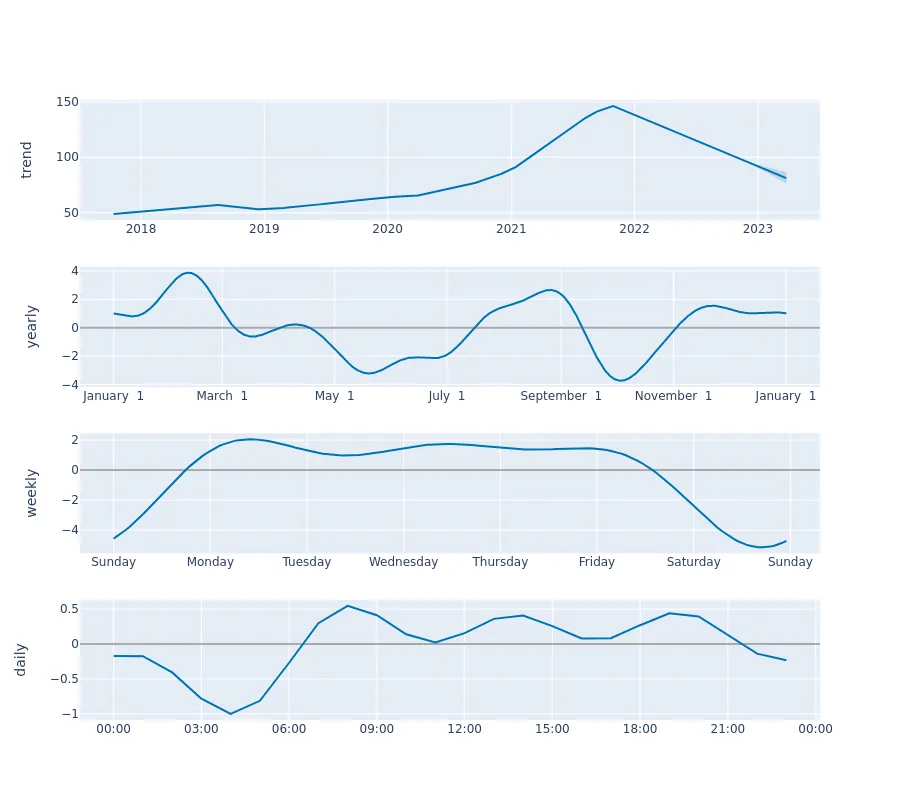 trend
150
100
50
2018 2019 2020 2021 2022 2023
yearly
4
2
0
−2
−4
January 1 March 1 May 1 July 1 September 1 November 1 January 1
weekly
2
0
−2
−4
Sunday Monday Tuesday Wednesday Thursday Friday Saturday Sunday
daily
0.5
0
−0.5
−1
00:00 03:00 06:00 09:00 12:00 15:00 18:00 21:00 00:00